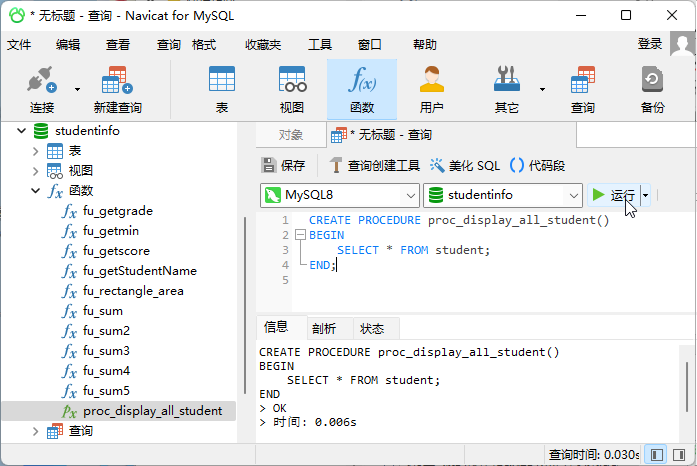 * 无标题 - 查询 - Navicat for MySQL
文件 编辑 查看 查询 格式 收藏夹 工具 窗口 帮助 登录
连接 新建查询 表 视图 函数 用户 其它 查询 备份
studentinfo
表
视图
函数
fu_getgrade
fu_getmin
fu_getscore
fu_getStudentName
fu_rectangle_area
fu_sum
fu_sum2
fu_sum3
fu_sum4
fu_sum5
proc_display_all_student
查询
对象 * 无标题 - 查询
保存 查询创建工具 美化 SQL 代码段
MySQL8 studentinfo 运行
1 CREATE PROCEDURE proc_display_all_student()
2 BEGIN
3 SELECT * FROM student;
4 END;
5
信息 剖析 状态
CREATE PROCEDURE proc_display_all_student()
BEGIN
SELECT * FROM student;
END
> OK
> 时间: 0.006s
查询时间: 0.030s